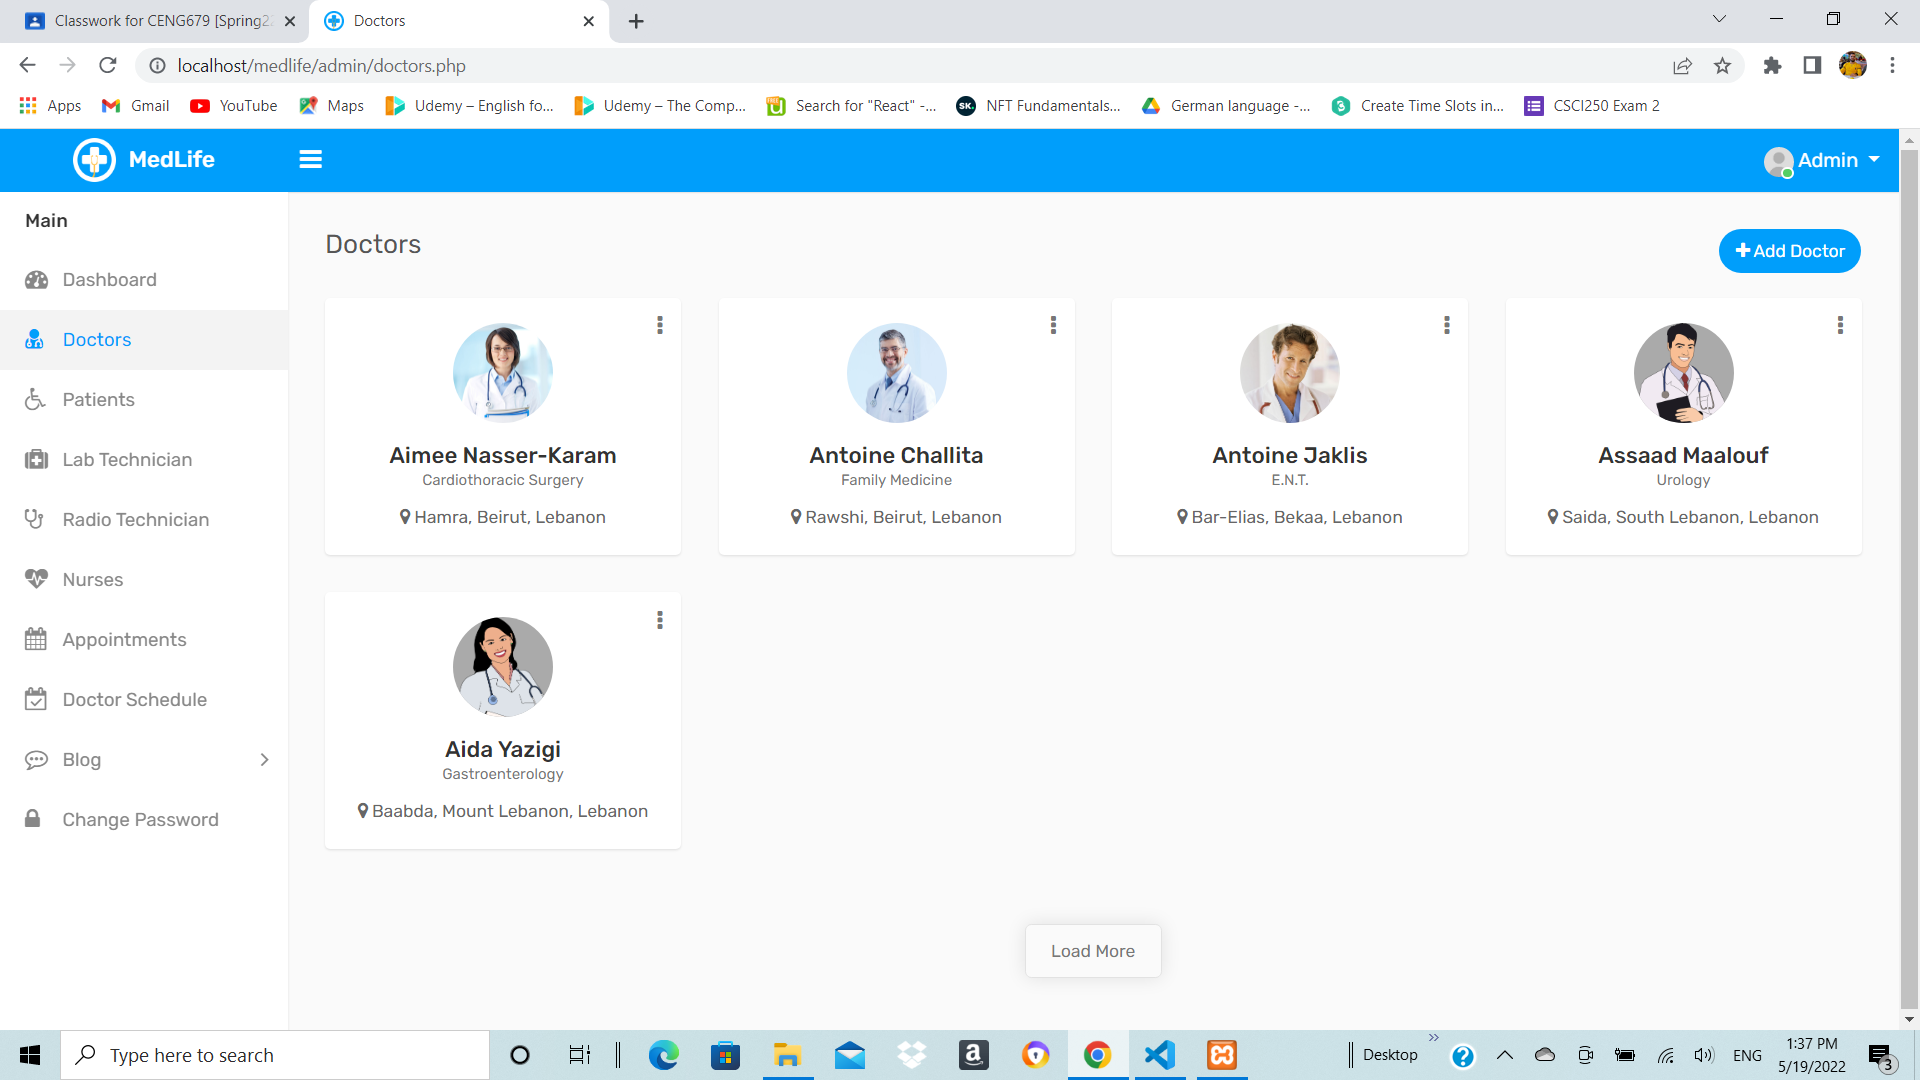 Classwork for CENG679 [Spring22
Doctors
localhost/medlife/admin/doctors.php
Apps
Gmail
YouTube
Maps
Udemy – English fo...
Udemy – The Comp...
Search for "React" -...
SK.
NFT Fundamentals...
German language -...
Create Time Slots in...
CSCI250 Exam 2
MedLife
Admin
Main
Dashboard
Doctors
Patients
Lab Technician
Radio Technician
Nurses
Appointments
Doctor Schedule
Blog
Change Password
Doctors
Add Doctor
Aimee Nasser-Karam
Cardiothoracic Surgery
Hamra, Beirut, Lebanon
Antoine Challita
Family Medicine
Rawshi, Beirut, Lebanon
Antoine Jaklis
E.N.T.
Bar-Elias, Bekaa, Lebanon
Assaad Maalouf
Urology
Saida, South Lebanon, Lebanon
Aida Yazigi
Gastroenterology
Baabda, Mount Lebanon, Lebanon
Load More
Type here to search
Desktop
ENG
1:37 PM
5/19/2022
3